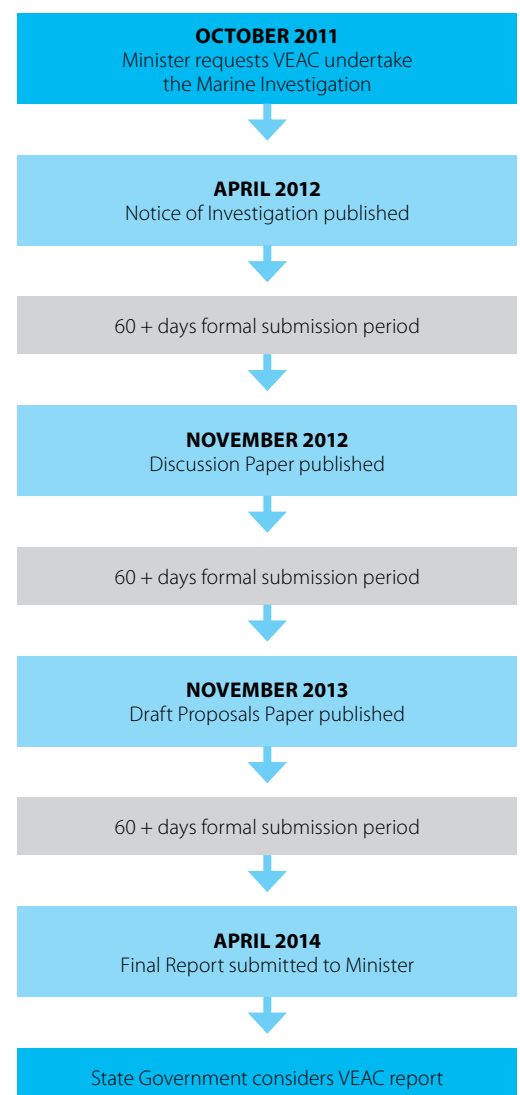 OCTOBER 2011
Minister requests VEAC undertake
the Marine Investigation
APRIL 2012
Notice of Investigation published
60 + days formal submission period
NOVEMBER 2012
Discussion Paper published
60 + days formal submission period
NOVEMBER 2013
Draft Proposals Paper published
60 + days formal submission period
APRIL 2014
Final Report submitted to Minister
State Government considers VEAC report